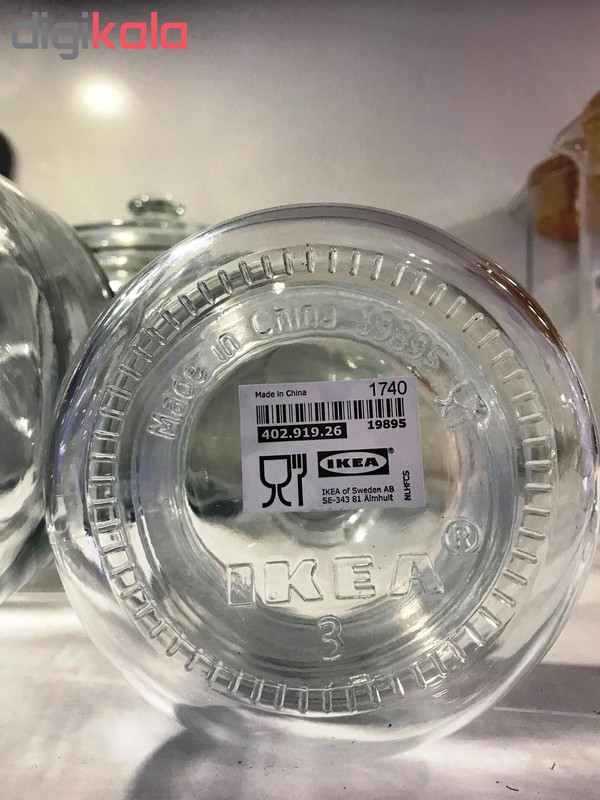 digikala
Made in China 19895
Made in China 1740
402.919.26 19895
IKEA®
IKEA of Sweden AB
SE-343 81 Älmhult
NLHFCS
IKEA®
3